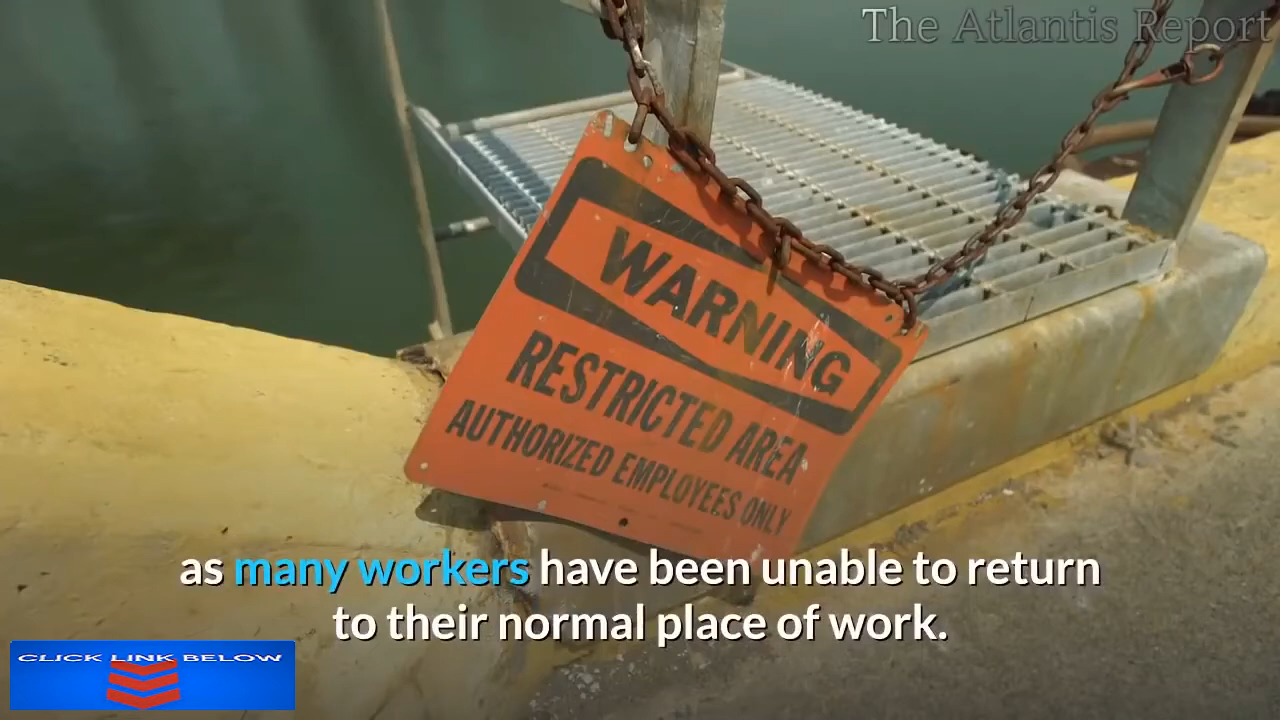 The Atlantis Report
WARNING
RESTRICTED AREA
AUTHORIZED EMPLOYEES ONLY
as many workers have been unable to return
to their normal place of work.
CLICK LINK BELOW